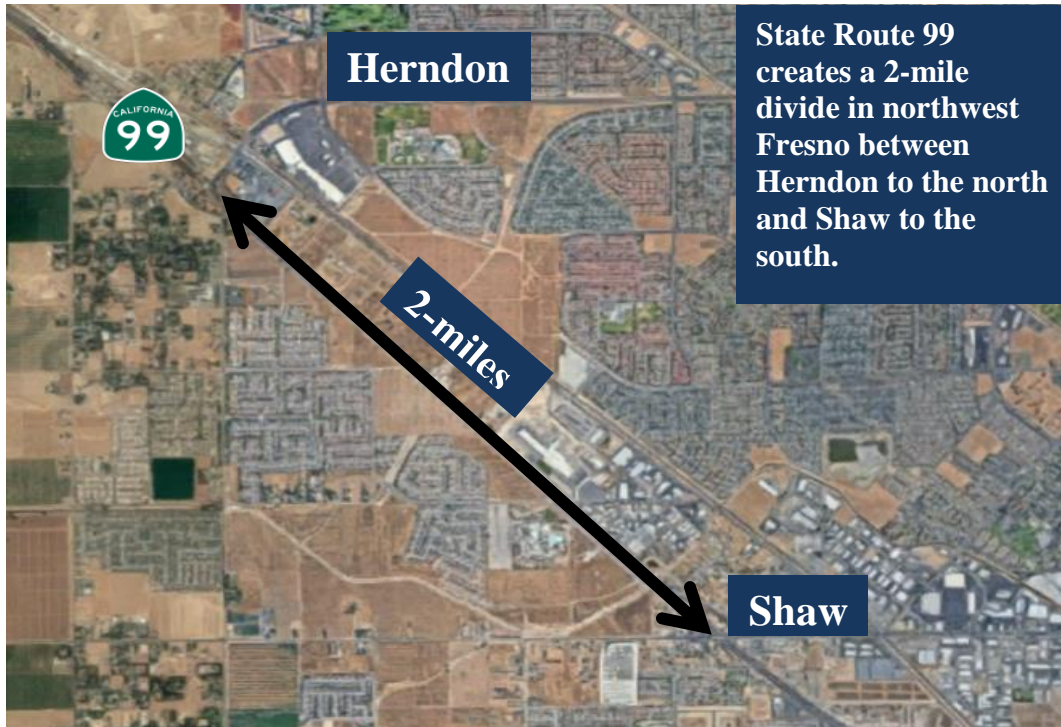 Herndon
State Route 99
creates a 2-mile
divide in northwest
Fresno between
Herndon to the north
and Shaw to the
south.
CALIFORNIA
99
2-miles
Shaw